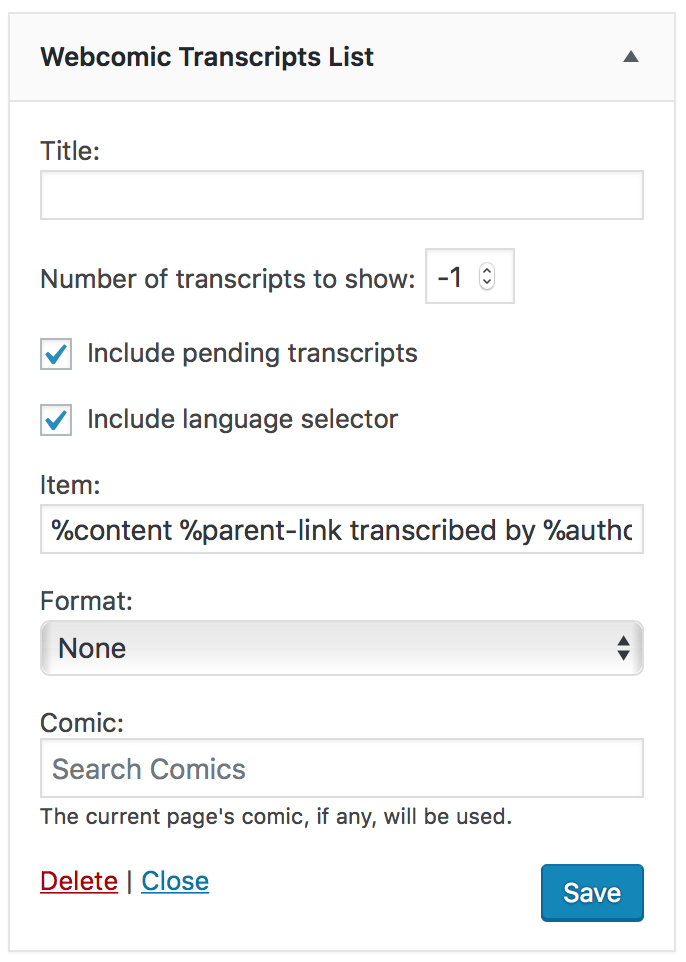 Webcomic Transcripts List
Title:
Number of transcripts to show: -1
Include pending transcripts
Include language selector
Item:
%content %parent-link transcribed by %autho
Format:
None
Comic:
Search Comics
The current page's comic, if any, will be used.
Delete | Close
Save